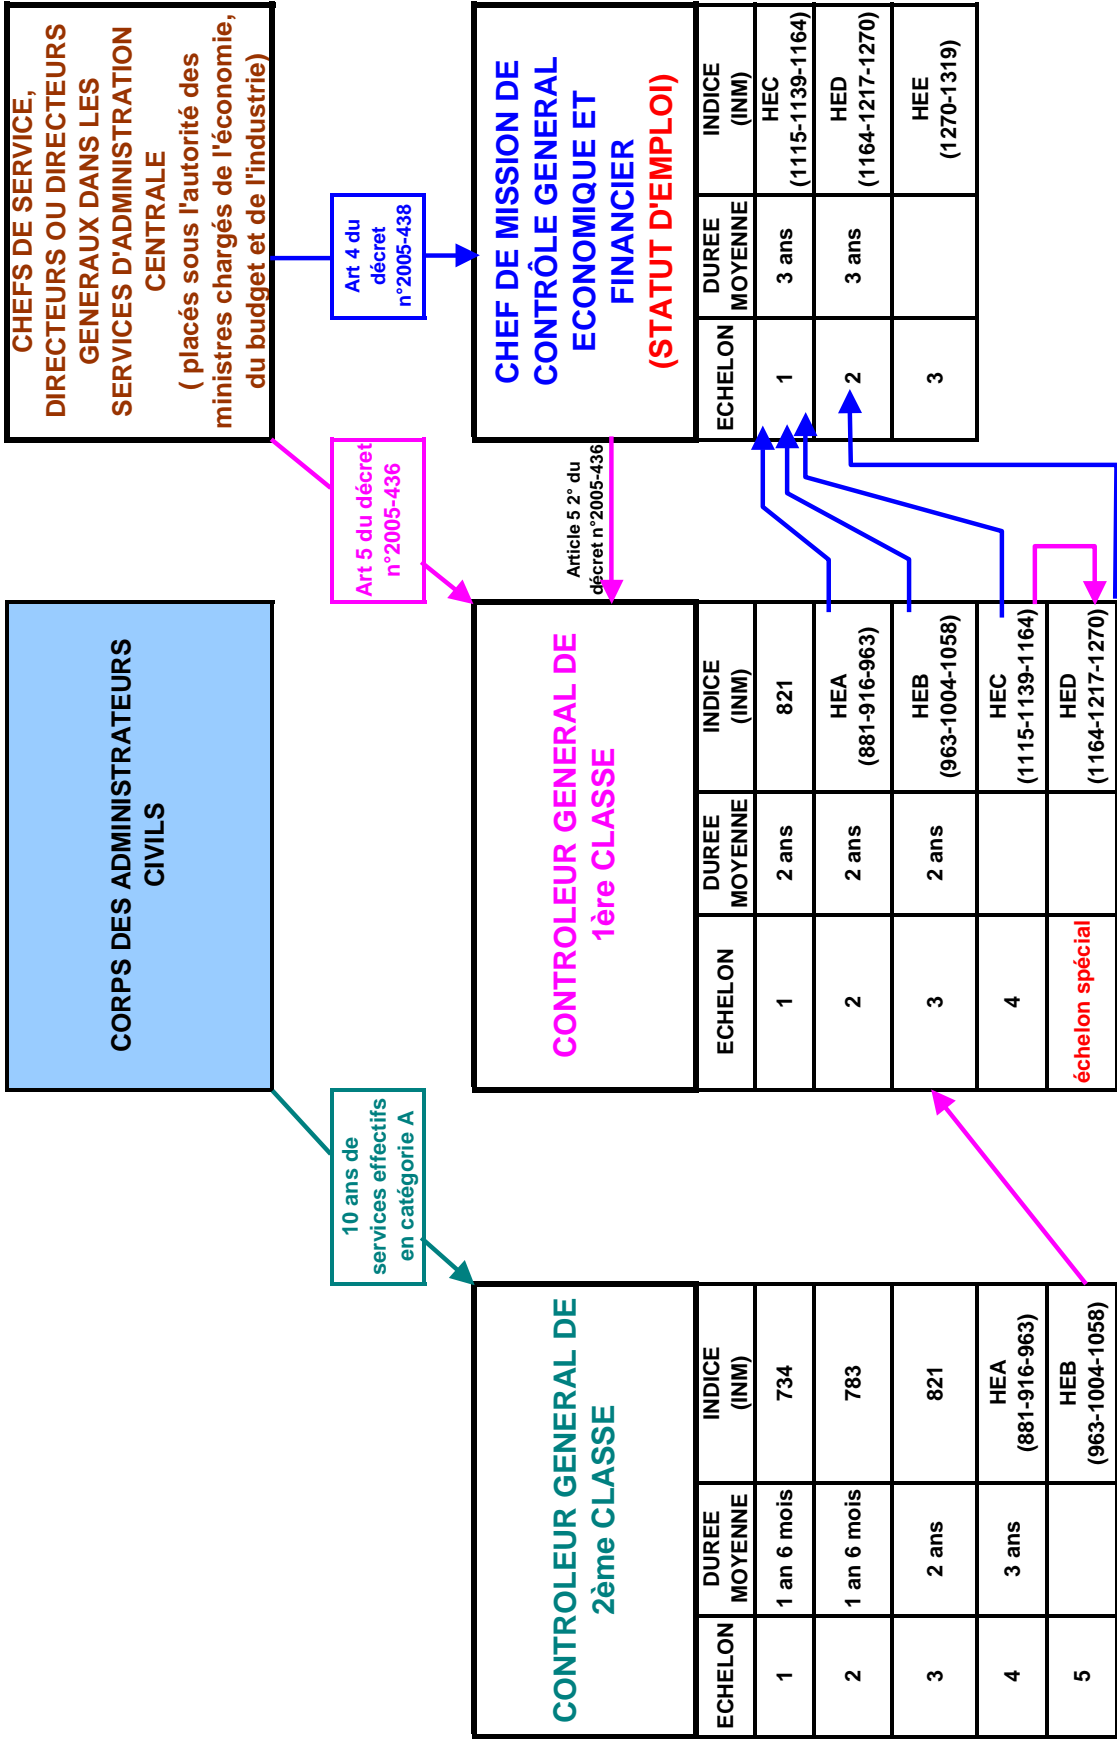 CORPS DES ADMINISTRATEURS
CIVILS
CHEFS DE SERVICE,
DIRECTEURS OU DIRECTEURS
GENERAUX DANS LES
SERVICES D'ADMINISTRATION
CENTRALE
( placés sous l'autorité des
ministres chargés de l'économie,
du budget et de l'industrie)
10 ans de
services effectifs
en catégorie A
Art 5 du décret
n°2005-436
Art 4 du
décret
n°2005-438
CONTROLEUR GENERAL DE
2ème CLASSE
ECHELON DUREE MOYENNE INDICE (INM)
1 1 an 6 mois 734
2 1 an 6 mois 783
3 2 ans 821
4 3 ans HEA (881-916-963)
5 HEB (963-1004-1058)
CONTROLEUR GENERAL DE
1ère CLASSE
ECHELON DUREE MOYENNE INDICE (INM)
1 2 ans 821
2 2 ans HEA (881-916-963)
3 2 ans HEB (963-1004-1058)
4 HEC (1115-1139-1164)
échelon spécial HED (1164-1217-1270)
Article 5 2° du
décret n°2005-436
CHEF DE MISSION DE
CONTRÔLE GENERAL
ECONOMIQUE ET
FINANCIER
(STATUT D'EMPLOI)
ECHELON DUREE MOYENNE INDICE (INM)
1 3 ans HEC (1115-1139-1164)
2 3 ans HED (1164-1217-1270)
3 HEE (1270-1319)